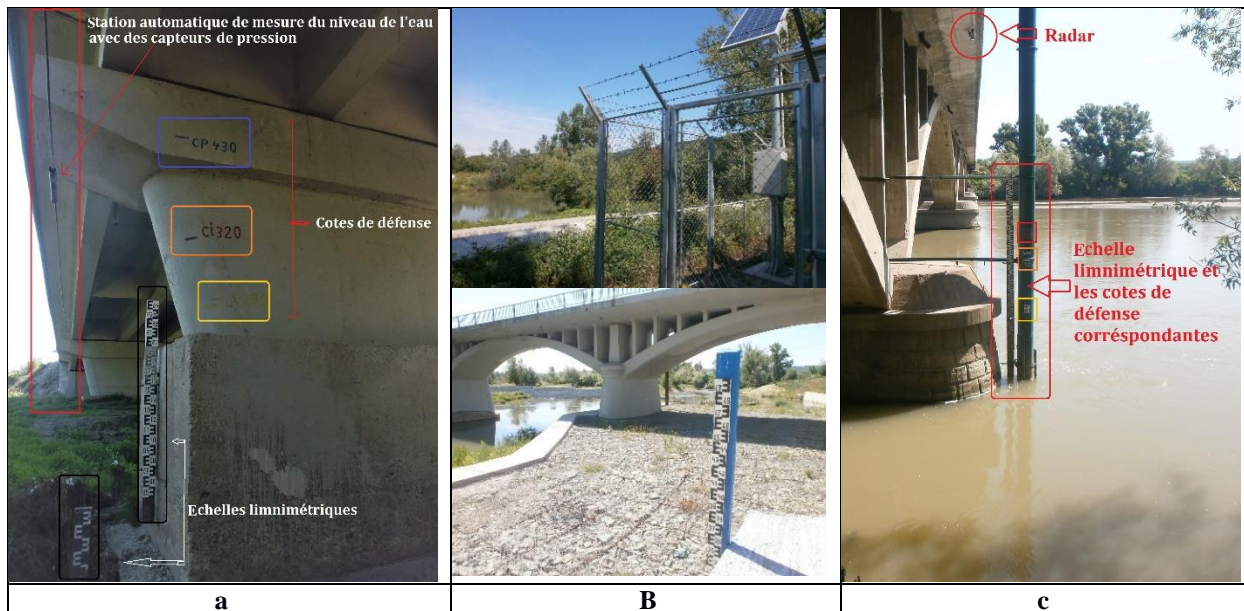 Station automatique de mesure du niveau de l'eau
avec des capteurs de pression
CP 430
Cotes de défense
CI 320
Echelles limnimétriques
Radar
Echelle
limnimétrique et
les cotes de
défense
corréspondantes
a
B
c